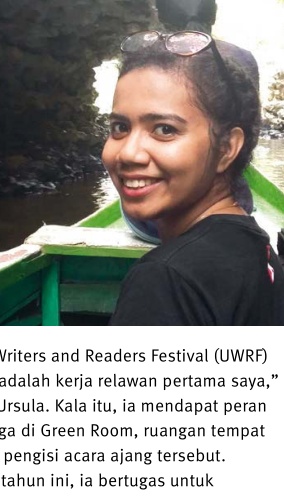 Writers and Readers Festival (UWRF)
adalah kerja relawan pertama saya,”
Ursula. Kala itu, ia mendapat peran
ga di Green Room, ruangan tempat
pengisi acara ajang tersebut.
tahun ini, ia bertugas untuk